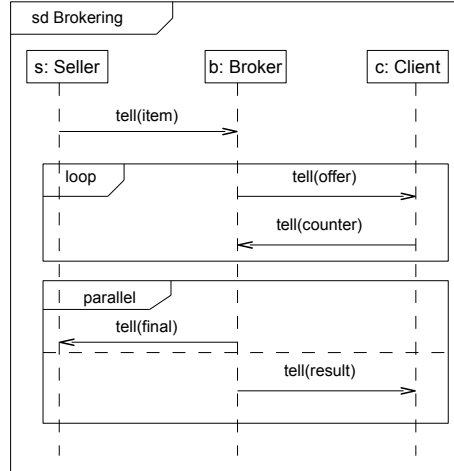 sd Brokering
s: Seller
b: Broker
c: Client
tell(item)
loop
tell(offer)
tell(counter)
parallel
tell(final)
tell(result)